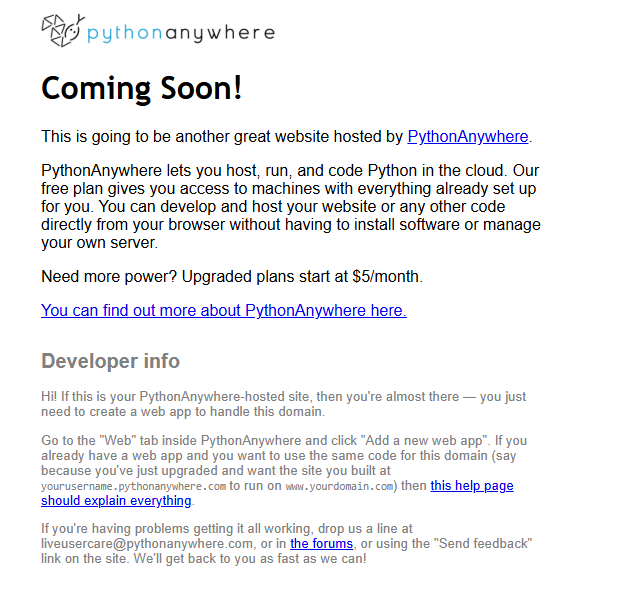 pythonanywhere
Coming Soon!
This is going to be another great website hosted by PythonAnywhere.
PythonAnywhere lets you host, run, and code Python in the cloud. Our
free plan gives you access to machines with everything already set up
for you. You can develop and host your website or any other code
directly from your browser without having to install software or manage
your own server.
Need more power? Upgraded plans start at $5/month.
You can find out more about PythonAnywhere here.
Developer info
Hi! If this is your PythonAnywhere-hosted site, then you're almost there — you just
need to create a web app to handle this domain.
Go to the "Web" tab inside PythonAnywhere and click "Add a new web app". If you
already have a web app and you want to use the same code for this domain (say
because you've just upgraded and want the site you built at
yourusername.pythonanywhere.com to run on www.yourdomain.com) then this help page
should explain everything.
If you're having problems getting it all working, drop us a line at
liveusercare@pythonanywhere.com, or in the forums, or using the "Send feedback"
link on the site. We'll get back to you as fast as we can!